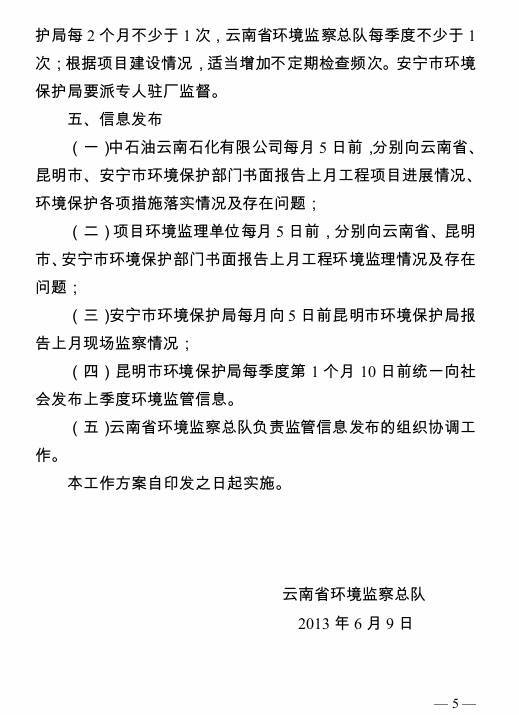 护局每 2 个月不少于 1 次，云南省环境监察总队每季度不少于 1
次；根据项目建设情况，适当增加不定期检查频次。安宁市环境
保护局要派专人驻厂监督。
五、信息发布
（一）中石油云南石化有限公司每月 5 日前，分别向云南省、
昆明市、安宁市环境保护部门书面报告上月工程项目进展情况、
环境保护各项措施落实情况及存在问题；
（二）项目环境监理单位每月 5 日前，分别向云南省、昆明
市、安宁市环境保护部门书面报告上月工程环境监理情况及存在
问题；
（三）安宁市环境保护局每月向 5 日前昆明市环境保护局报
告上月现场监察情况；
（四）昆明市环境保护局每季度第 1 个月 10 日前统一向社
会发布上季度环境监管信息。
（五）云南省环境监察总队负责监管信息发布的组织协调工
作。
本工作方案自印发之日起实施。
云南省环境监察总队
2013 年 6 月 9 日
— 5 —